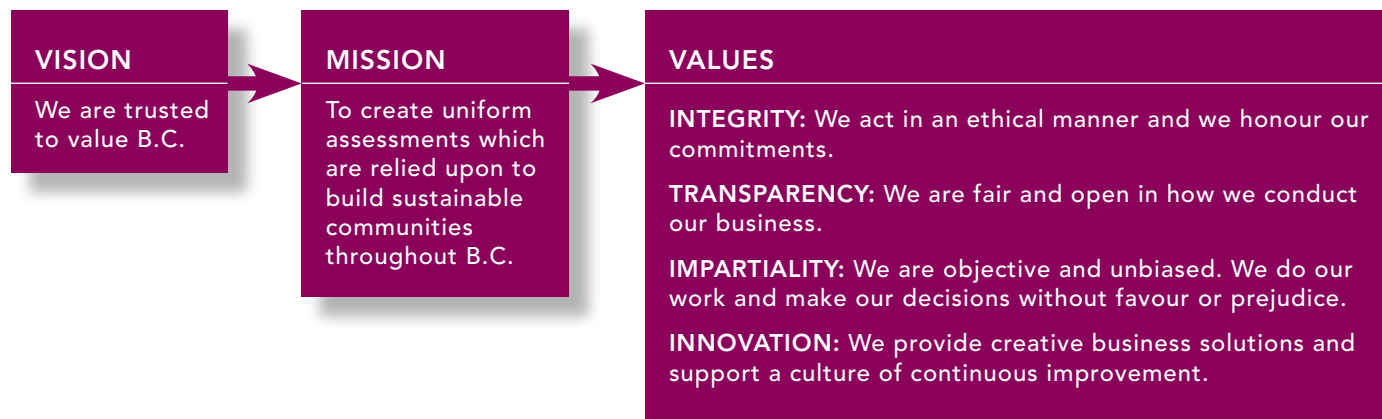 VISION
We are trusted
to value B.C.
MISSION
To create uniform
assessments which
are relied upon to
build sustainable
communities
throughout B.C.
VALUES
INTEGRITY: We act in an ethical manner and we honour our
commitments.
TRANSPARENCY: We are fair and open in how we conduct
our business.
IMPARTIALITY: We are objective and unbiased. We do our
work and make our decisions without favour or prejudice.
INNOVATION: We provide creative business solutions and
support a culture of continuous improvement.